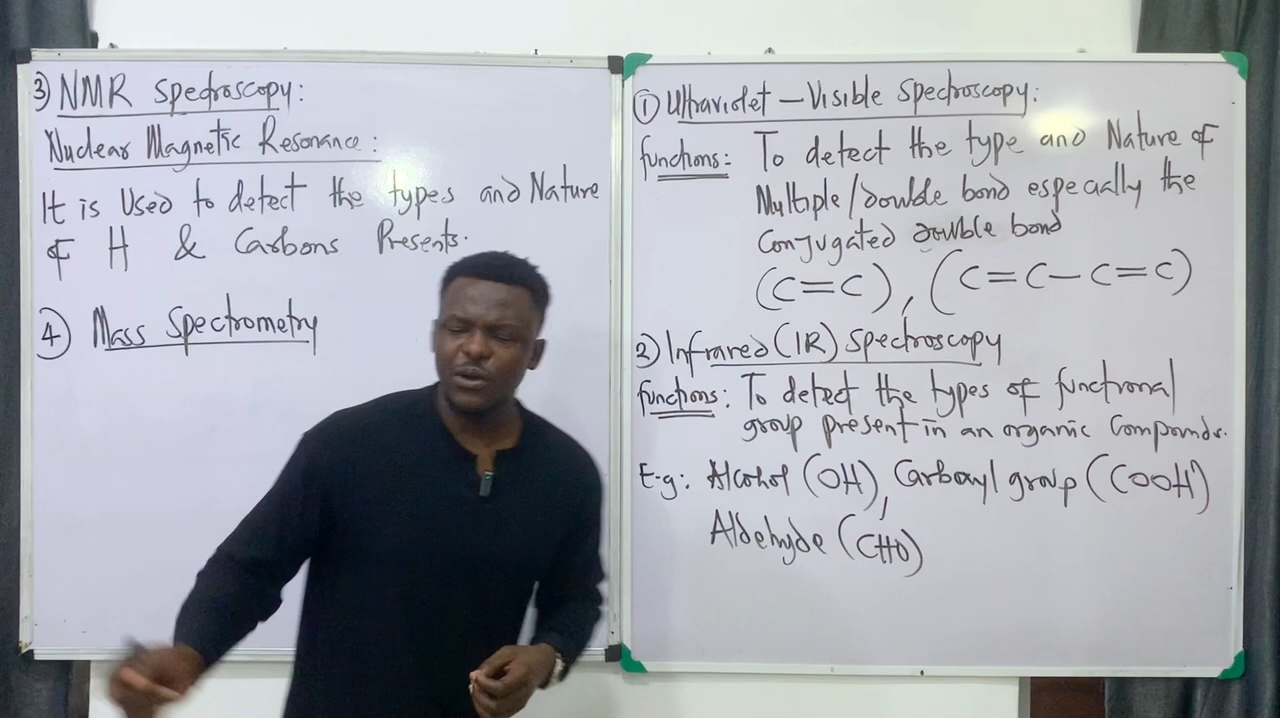 3) NMR Spectroscopy:
Nuclear Magnetic Resonance:
It is Used to detect the types and Nature
of H & Carbons Presents.
4) Mass Spectrometry
1) Ultraviolet - Visible Spectroscopy:
functions: To detect the type and Nature of
Multiple/double bond especially the
Conjugated double bond
(C=C), (C=C-C=C)
2) Infrared (IR) Spectroscopy
functions: To detect the types of functional
group present in an organic Compounds.
E.g: Alcohol (OH), Carboxyl group (COOH)
Aldehyde (CHO)